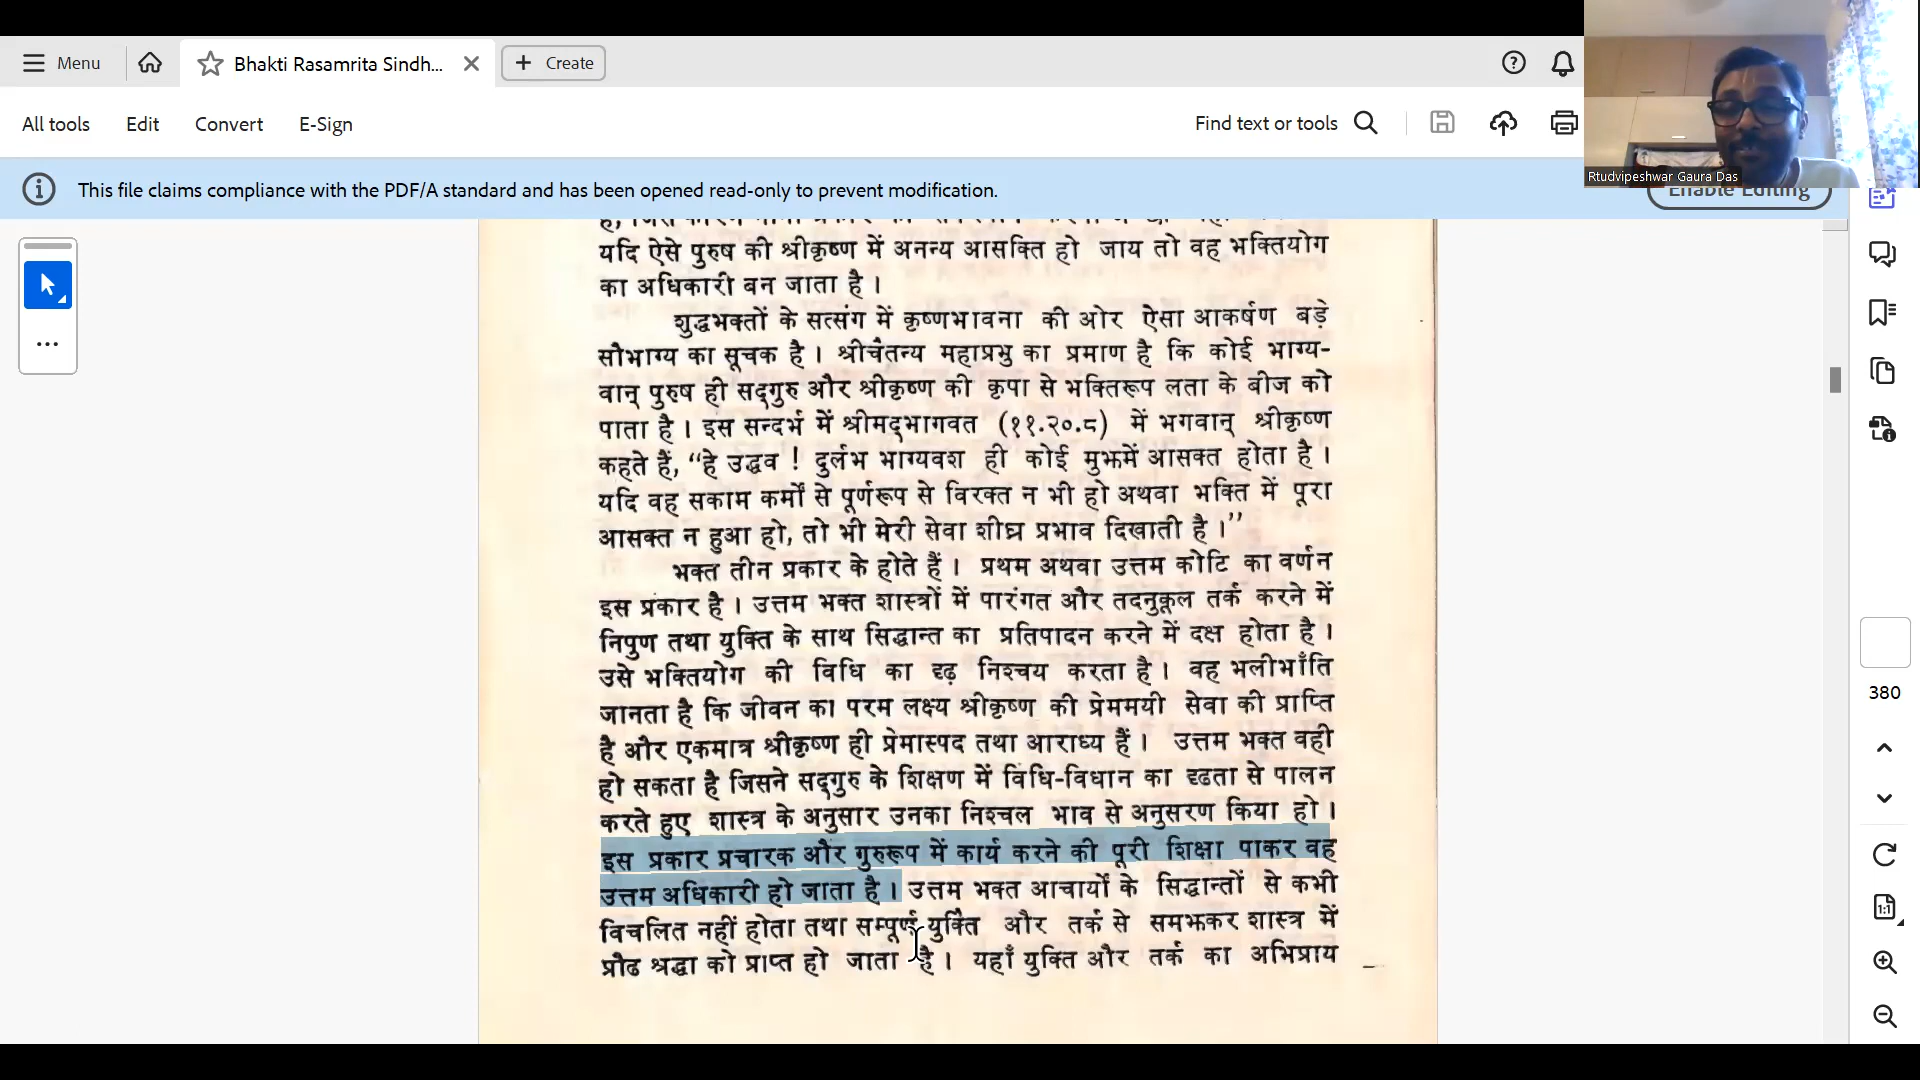 Menu
Bhakti Rasamrita Sindh...
Create
All tools
Edit
Convert
E-Sign
Find text or tools
This file claims compliance with the PDF/A standard and has been opened read-only to prevent modification.
Enable Editing
Rtudvipeshwar Gaura Das
यदि ऐसे पुरुष की श्रीकृष्ण में अनन्य आसक्ति हो जाय तो वह भक्तियोग
का अधिकारी बन जाता है ।
शुद्धभक्तों के सत्संग में कृष्णभावना की ओर ऐसा आकर्षण बड़े
सौभाग्य का सूचक है । श्रीचैतन्य महाप्रभु का प्रमाण है कि कोई भाग्य-
वान् पुरुष ही सद्गुरु और श्रीकृष्ण की कृपा से भक्तिरूप लता के बीज को
पाता है । इस सन्दर्भ में श्रीमद्भागवत (११.२०.८) में भगवान् श्रीकृष्ण
कहते हैं, “हे उद्धव ! दुर्लभ भाग्यवश ही कोई मुझमें आसक्त होता है ।
यदि वह सकाम कर्मों से पूर्णरूप से विरक्त न भी हो अथवा भक्ति में पूरा
आसक्त न हुआ हो, तो भी मेरी सेवा शीघ्र प्रभाव दिखाती है ।”
भक्त तीन प्रकार के होते हैं । प्रथम अथवा उत्तम कोटि का वर्णन
इस प्रकार है । उत्तम भक्त शास्त्रों में पारंगत और तदनुकूल तर्क करने में
निपुण तथा युक्ति के साथ सिद्धान्त का प्रतिपादन करने में दक्ष होता है ।
उसे भक्तियोग की विधि का दृढ़ निश्चय करता है । वह भलीभाँति
जानता है कि जीवन का परम लक्ष्य श्रीकृष्ण की प्रेममयी सेवा की प्राप्ति
है और एकमात्र श्रीकृष्ण ही प्रेमास्पद तथा आराध्य हैं । उत्तम भक्त वही
हो सकता है जिसने सद्गुरु के शिक्षण में विधि-विधान का दृढता से पालन
करते हुए शास्त्र के अनुसार उनका निश्चल भाव से अनुसरण किया हो ।
इस प्रकार प्रचारक और गुरुरूप में कार्य करने की पूरी शिक्षा पाकर वह
उत्तम अधिकारी हो जाता है । उत्तम भक्त आचार्यों के सिद्धान्तों से कभी
विचलित नहीं होता तथा सम्पूर्ण युक्ति और तर्क से समझकर शास्त्र में
प्रौढ श्रद्धा को प्राप्त हो जाता है । यहाँ युक्ति और तर्क का अभिप्राय
380
1:1